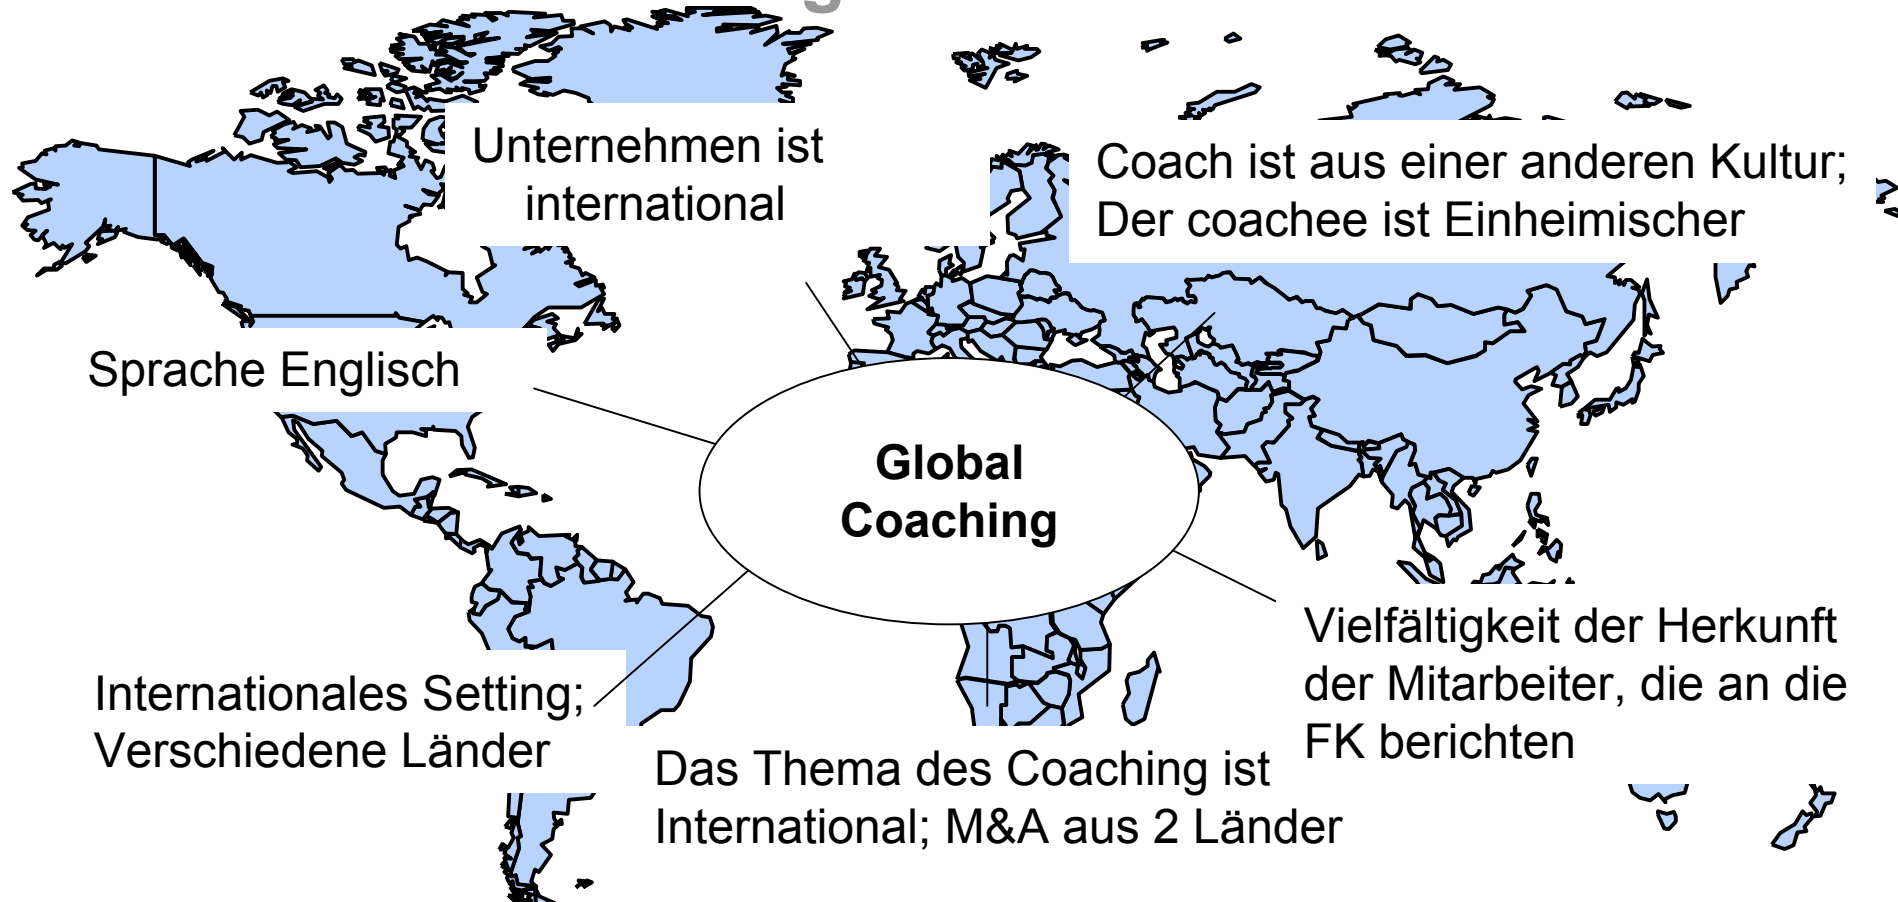 Unternehmen ist
international
Coach ist aus einer anderen Kultur;
Der coachee ist Einheimischer
Sprache Englisch
Global
Coaching
Internationales Setting;
Verschiedene Länder
Vielfältigkeit der Herkunft
der Mitarbeiter, die an die
FK berichten
Das Thema des Coaching ist
International; M&A aus 2 Länder